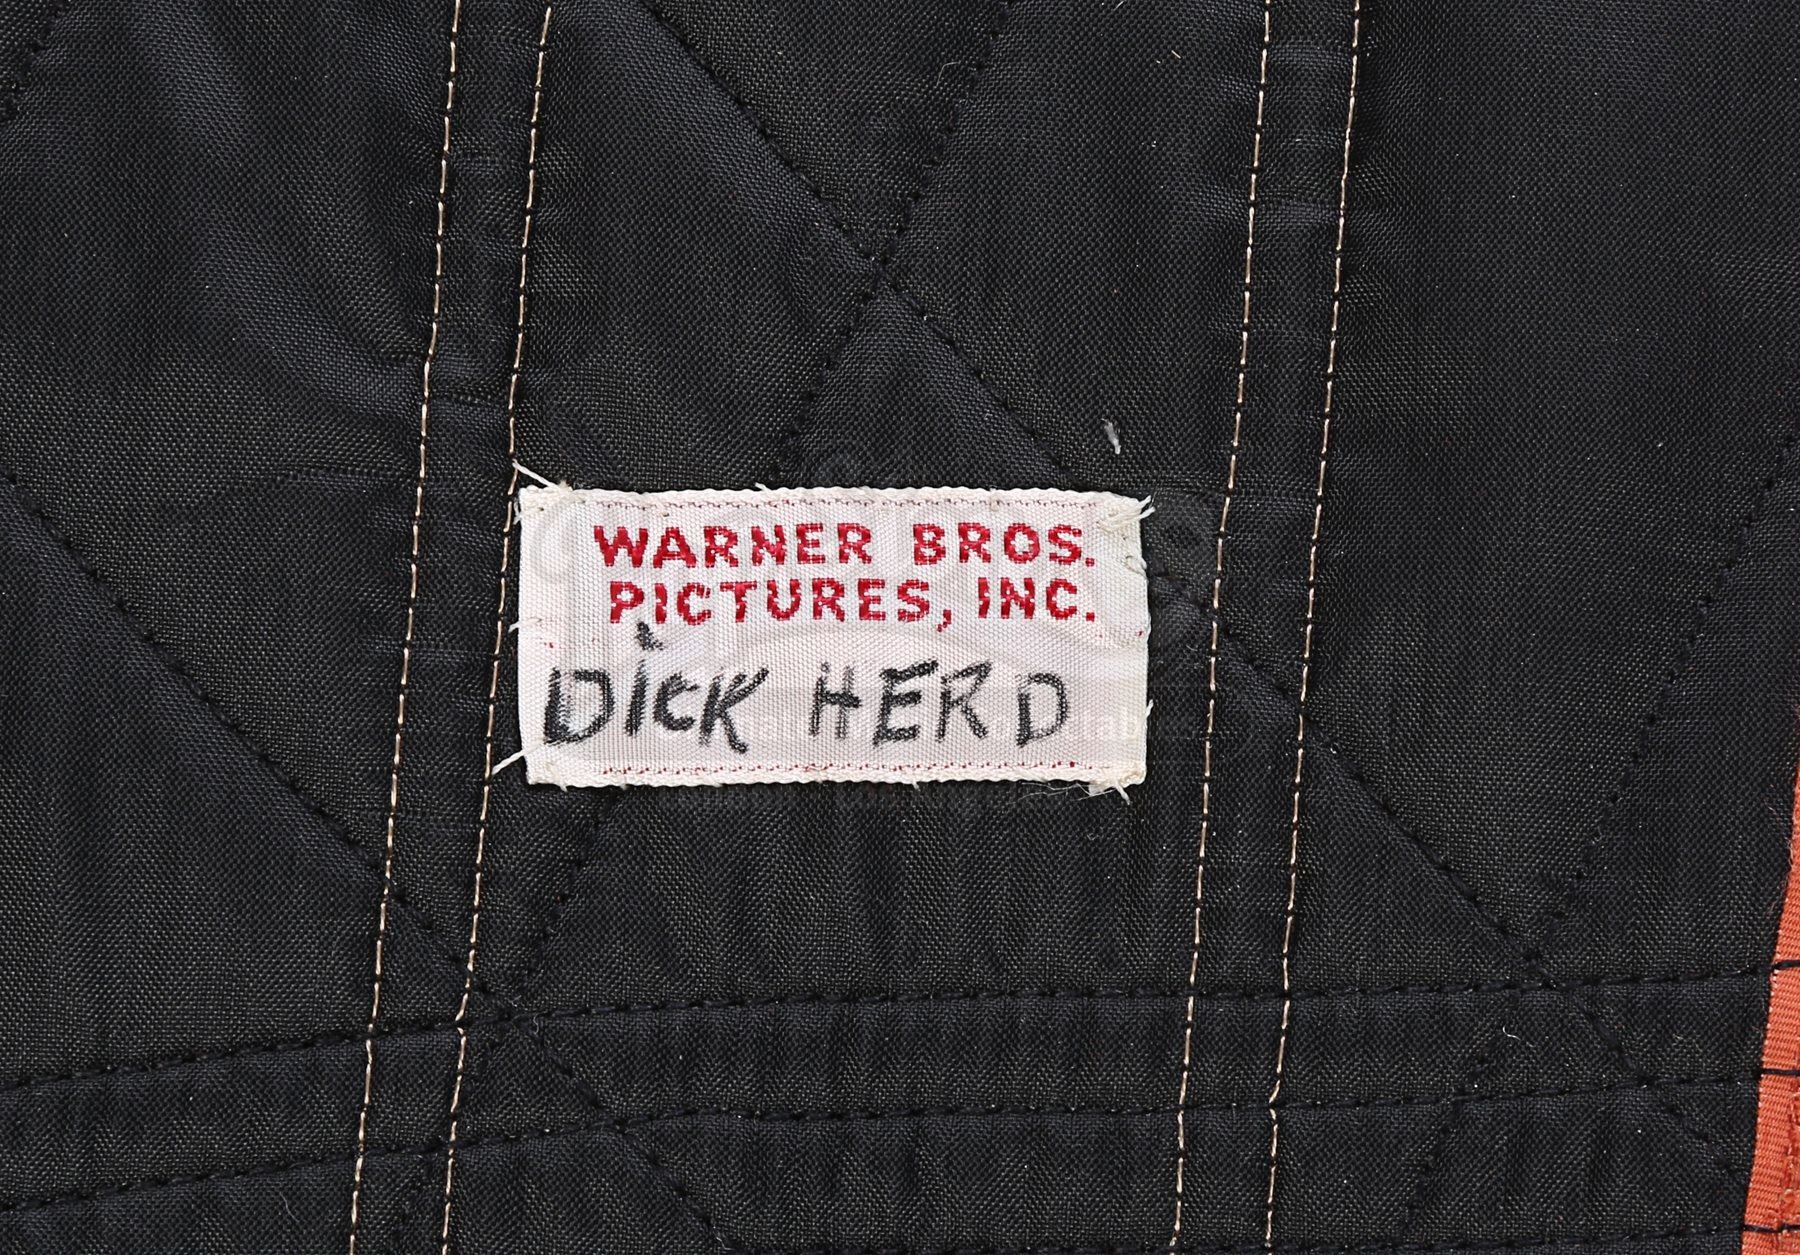 WARNER BROS.
PICTURES, INC.
DiCK HERD